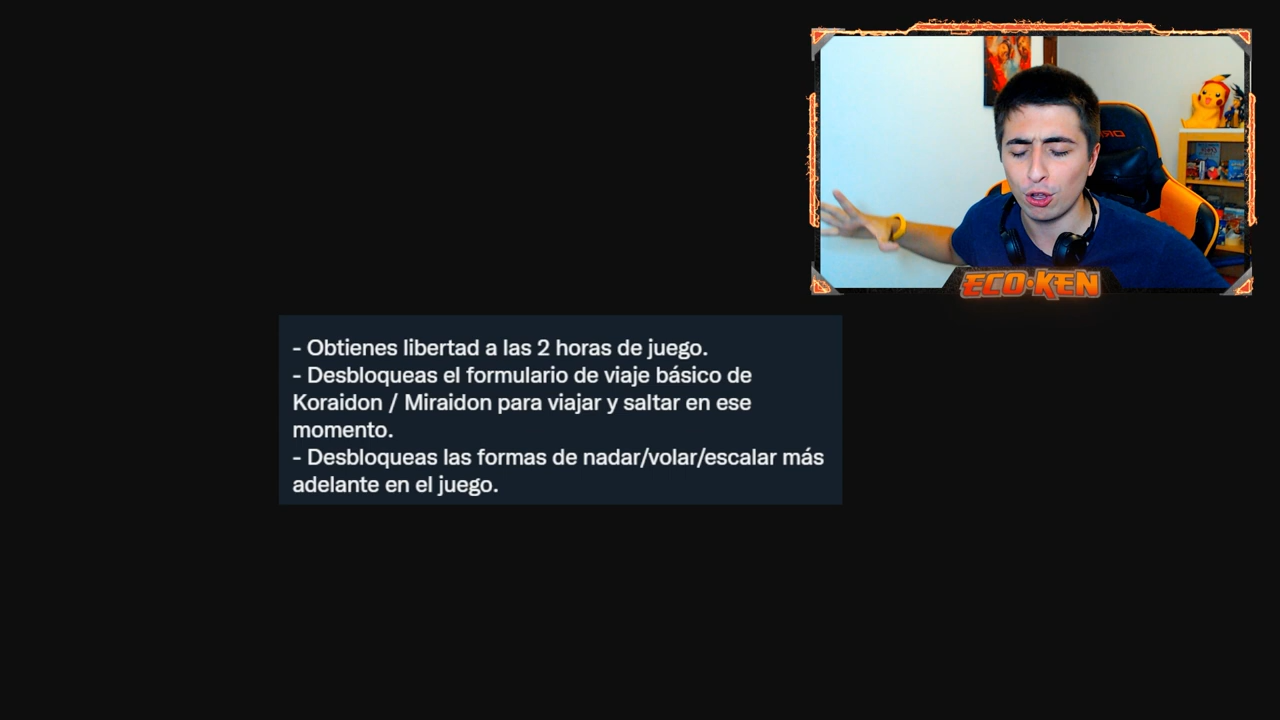 ECO·KEN
- Obtienes libertad a las 2 horas de juego.
- Desbloqueas el formulario de viaje básico de
Koraidon / Miraidon para viajar y saltar en ese
momento.
- Desbloqueas las formas de nadar/volar/escalar más
adelante en el juego.